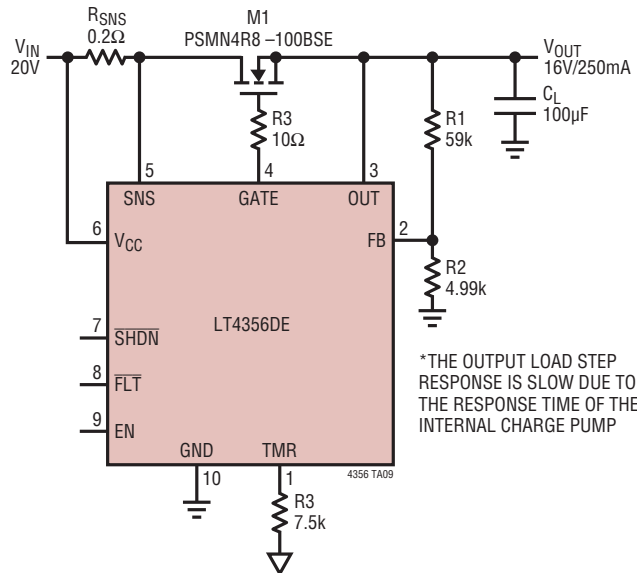 RSNS
0.2Ω
M1
PSMN4R8 –100BSE
VIN
20V
VOUT
16V/250mA
CL
100µF
R3
10Ω
R1
59k
5
4
3
SNS
GATE
OUT
6
VCC
FB
2
R2
4.99k
LT4356DE
7
SHDN
8
FLT
9
EN
*THE OUTPUT LOAD STEP
RESPONSE IS SLOW DUE TO
THE RESPONSE TIME OF THE
INTERNAL CHARGE PUMP
GND
TMR
10
1
4356 TA09
R3
7.5k